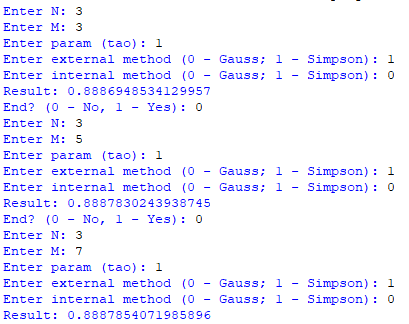 Enter N: 3
Enter M: 3
Enter param (tao): 1
Enter external method (0 - Gauss; 1 - Simpson): 1
Enter internal method (0 - Gauss; 1 - Simpson): 0
Result: 0.8886948534129957
End? (0 - No, 1 - Yes): 0
Enter N: 3
Enter M: 5
Enter param (tao): 1
Enter external method (0 - Gauss; 1 - Simpson): 1
Enter internal method (0 - Gauss; 1 - Simpson): 0
Result: 0.8887830243938745
End? (0 - No, 1 - Yes): 0
Enter N: 3
Enter M: 7
Enter param (tao): 1
Enter external method (0 - Gauss; 1 - Simpson): 1
Enter internal method (0 - Gauss; 1 - Simpson): 0
Result: 0.8887854071985896